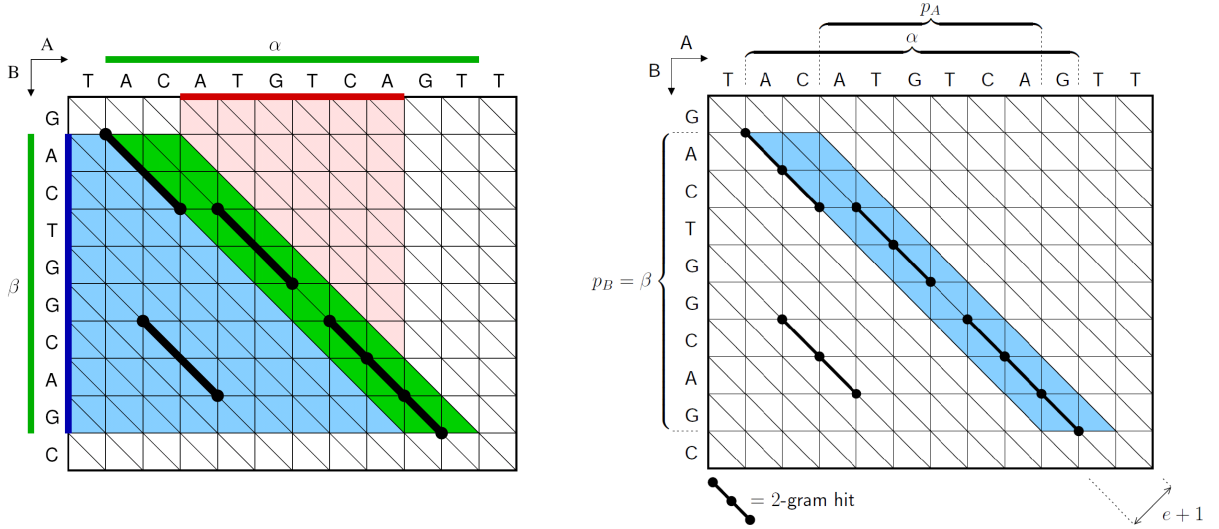 A
α
B
T A C A T G T C A G T T
G
A
C
T
G
G
C
A
G
C
β
p_A
α
A
B
T A C A T G T C A G T T
G
A
C
T
G
G
C
A
G
C
p_B = β
= 2-gram hit
e + 1